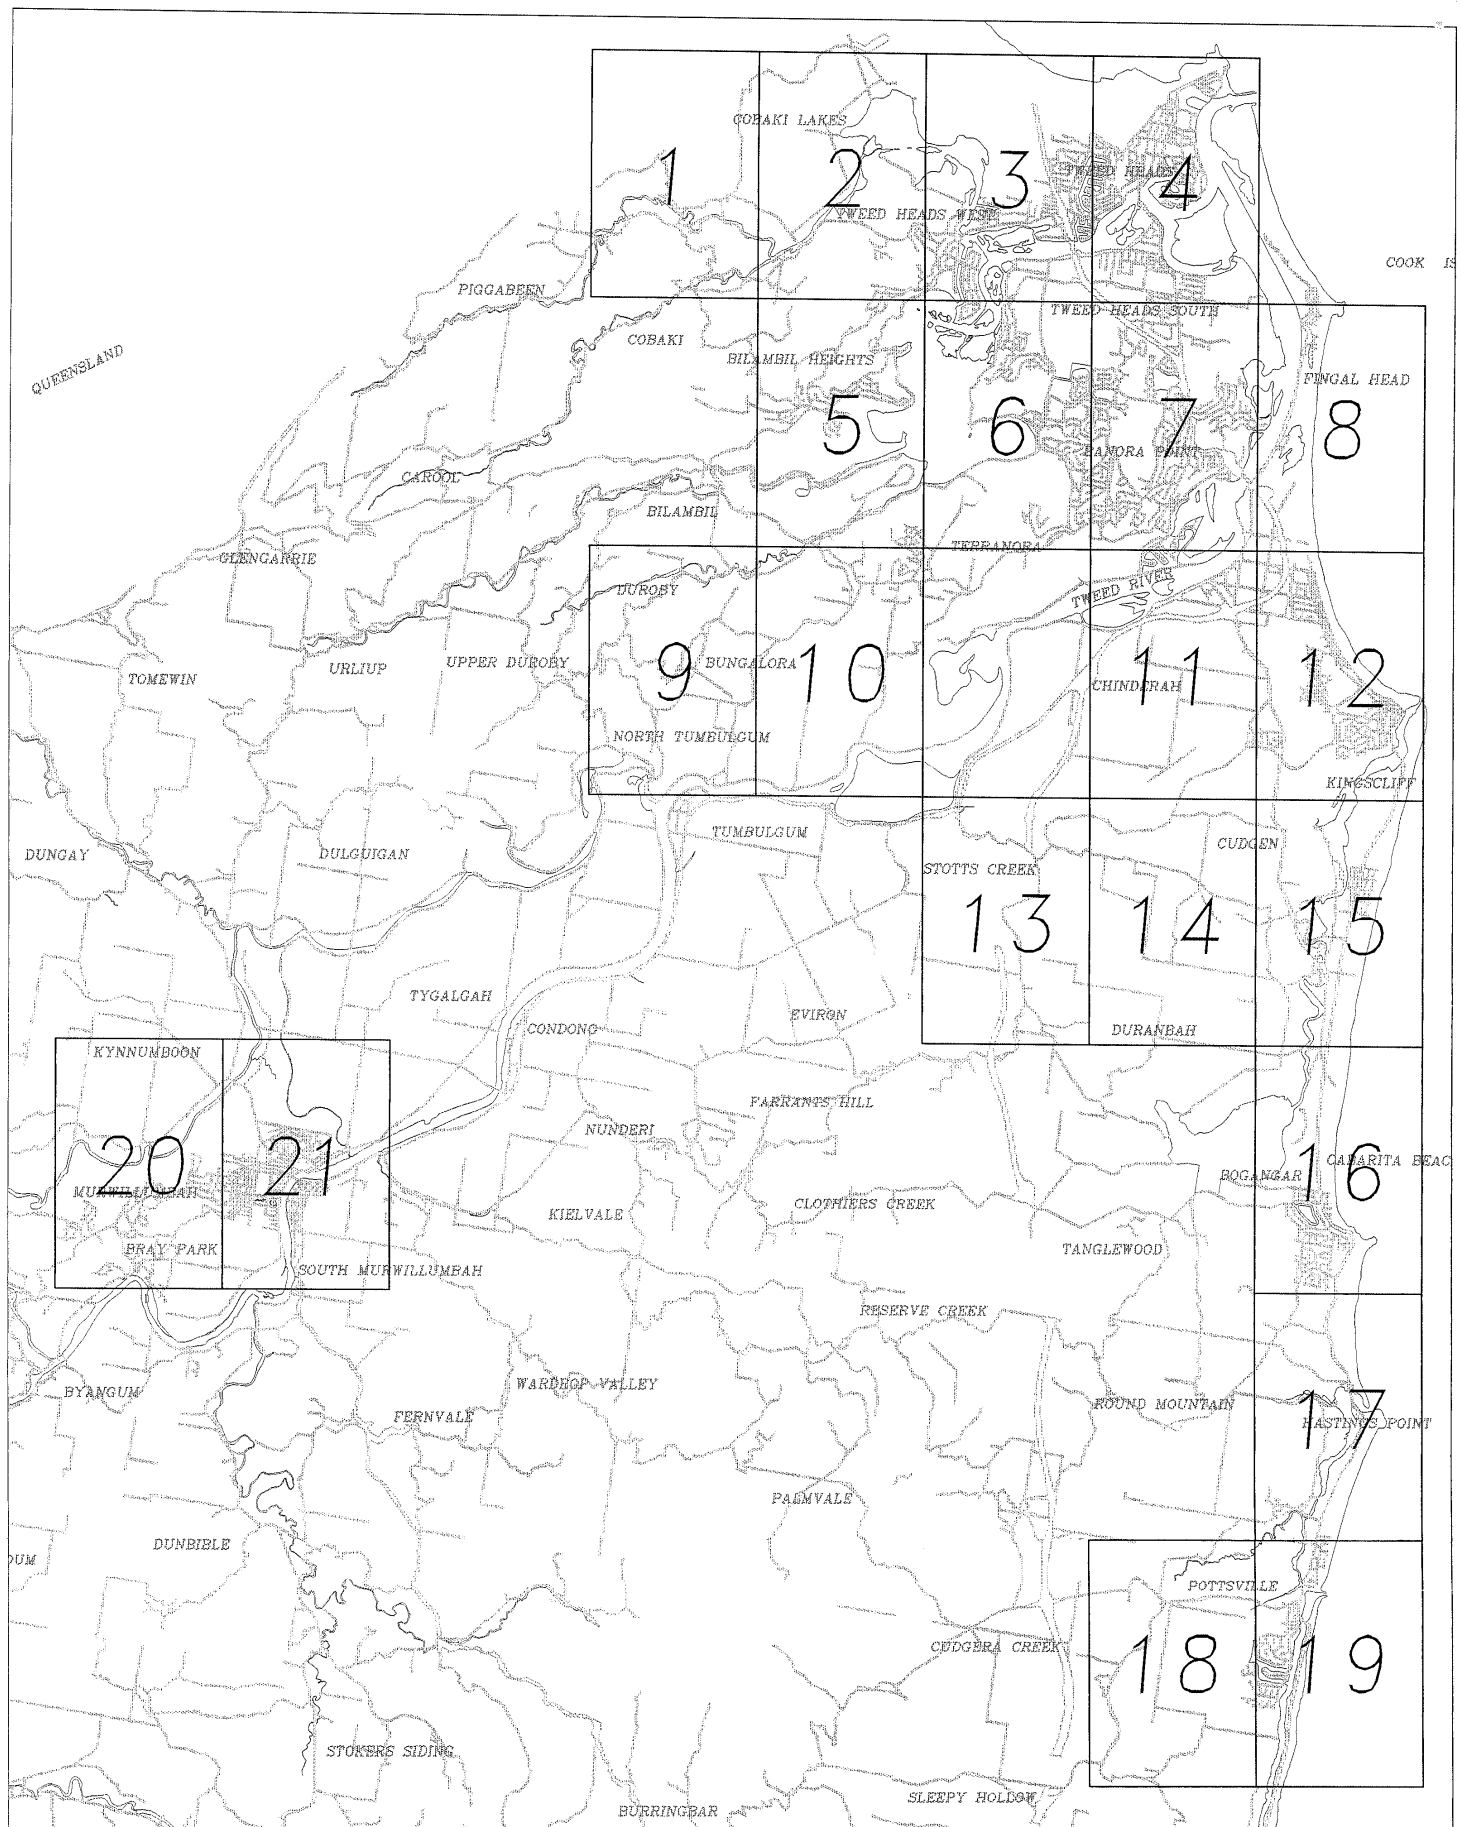 COBAKI LAKES
1
2
3
4
TWEED HEADS
TWEED HEADS WEST
COOK IS
PIGGABEEN
TWEED HEADS SOUTH
COBAKI
QUEENSLAND
BILAMBIL HEIGHTS
FINGAL HEAD
5
6
7
8
BANORA POINT
CAROOL
BILAMBIL
TERRANORA
GLENGARRIE
DUROBY
TWEED RIVER
9
10
11
12
TOMEWIN
URLIUP
UPPER DUROBY
BUNGALORA
CHINDERAH
NORTH TUMBULGUM
KINGSCLIFF
TUMBULGUM
DUNGAY
DULGUIGAN
CUDGEN
STOTTS CREEK
13
14
15
TYGALGAH
EVIRON
CONDONG
DURANBAH
KYNNUMBOON
FARRANTS HILL
NUNDERI
20
21
16
BOGANGAR
CABARITA BEAC
MURWILLUMBAH
KIELVALE
CLOTHIERS CREEK
BRAY PARK
TANGLEWOOD
SOUTH MURWILLUMBAH
RESERVE CREEK
BYANGUM
WARDROP VALLEY
FERNVALE
ROUND MOUNTAIN
17
HASTINGS POINT
PALMVALE
DUNBIBLE
DUM
POTTSVILLE
CUDGERA CREEK
18
19
STOKERS SIDING
BURRINGBAR
SLEEPY HOLLOW